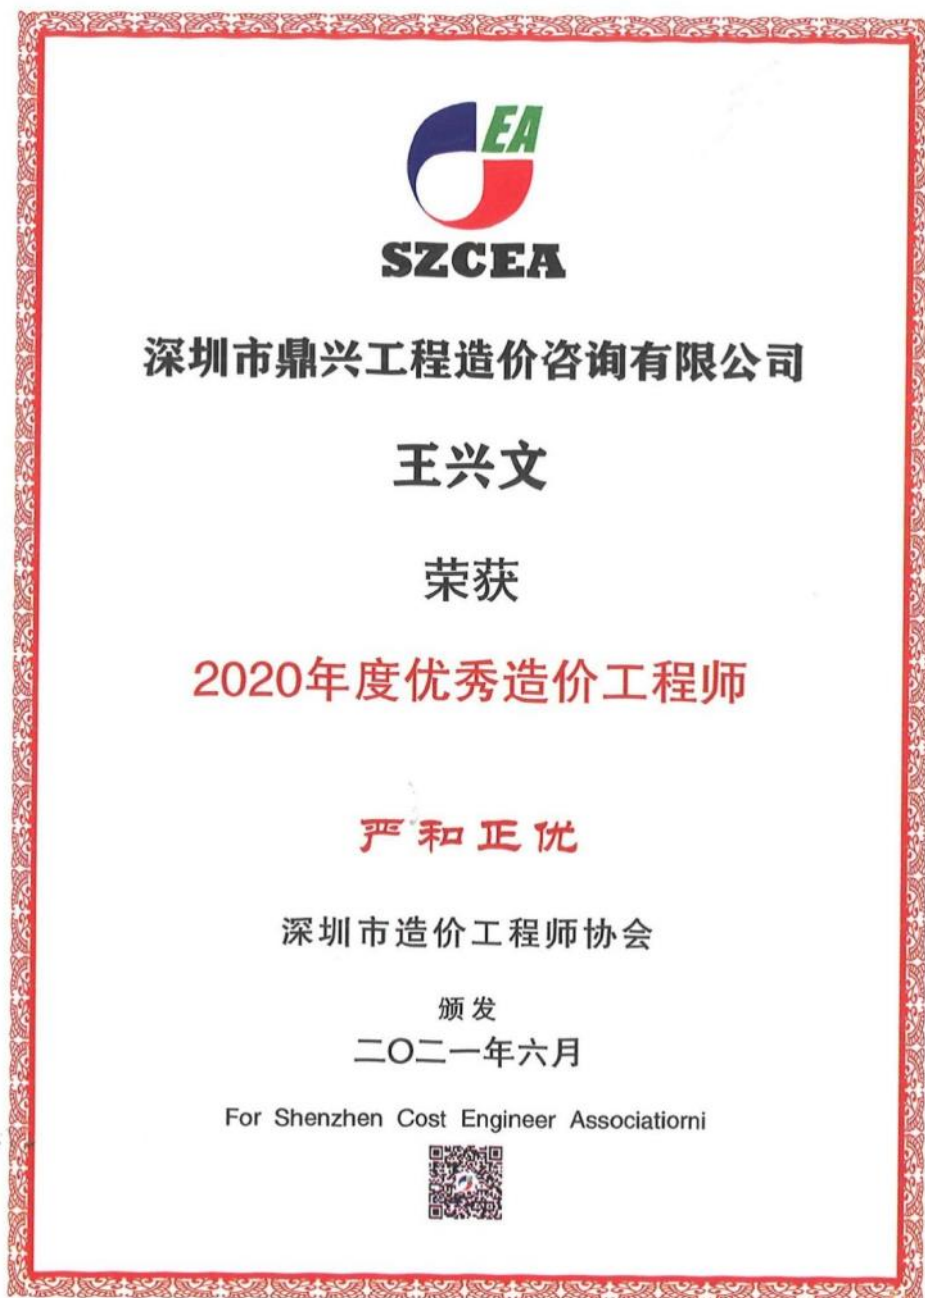 EA
SZCEA
深圳市鼎兴工程造价咨询有限公司
王兴文
荣获
2020年度优秀造价工程师
严和正优
深圳市造价工程师协会
颁发
二〇二一年六月
For Shenzhen Cost Engineer Associatiorni